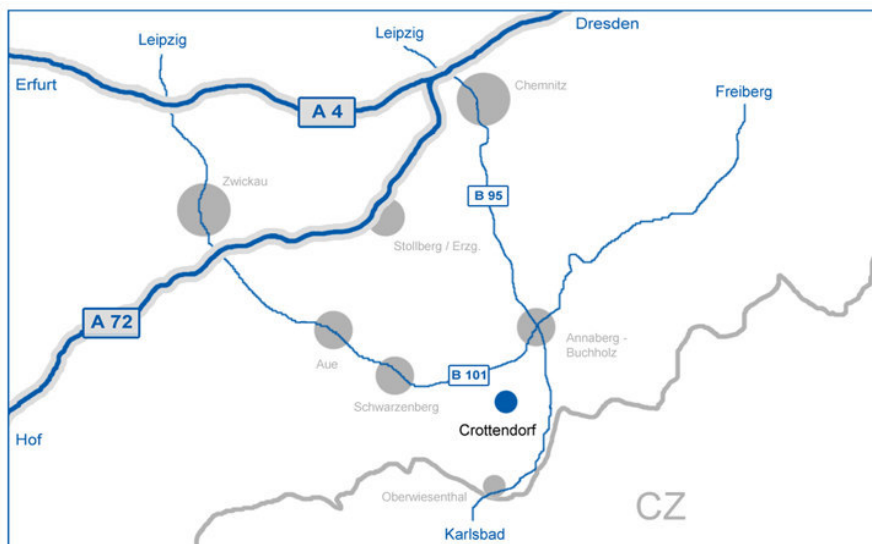 Leipzig
Leipzig
Dresden
Erfurt
Chemnitz
Freiberg
A 4
Zwickau
B 95
Stollberg / Erzg.
A 72
Annaberg -
Buchholz
Aue
B 101
Schwarzenberg
Crottendorf
Hof
Oberwiesenthal
CZ
Karlsbad